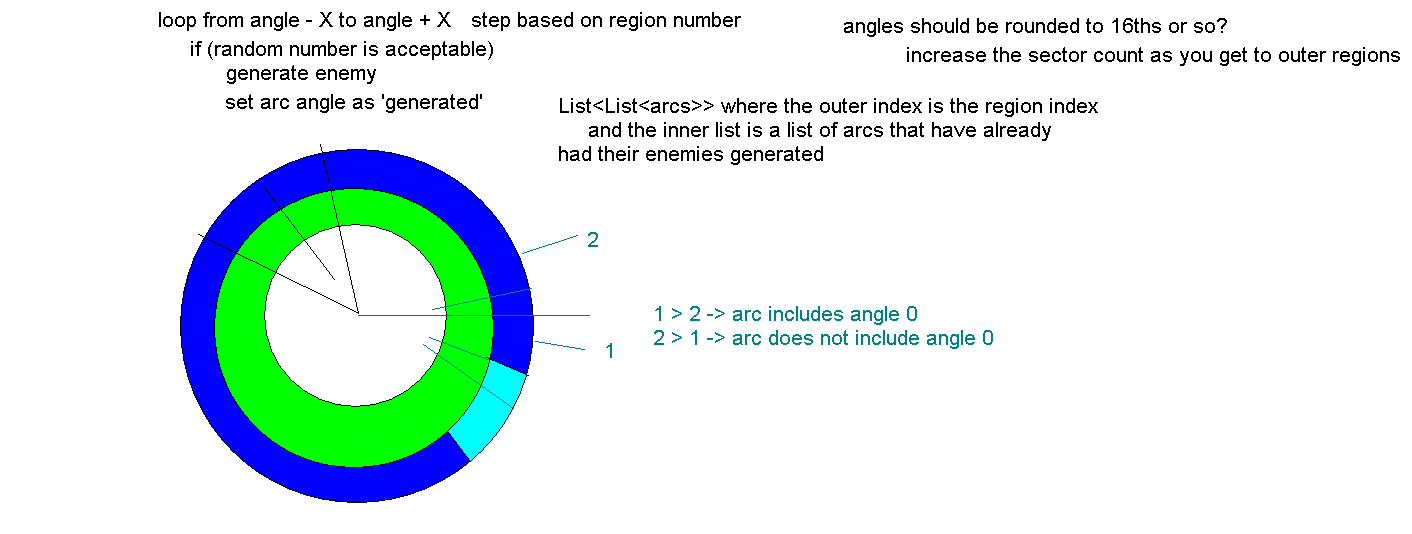 loop from angle - X to angle + X step based on region number
if (random number is acceptable)
generate enemy
set arc angle as 'generated'
angles should be rounded to 16ths or so?
increase the sector count as you get to outer regions
List<List<arcs>> where the outer index is the region index
and the inner list is a list of arcs that have already
had their enemies generated
2
1
1 > 2 -> arc includes angle 0
2 > 1 -> arc does not include angle 0